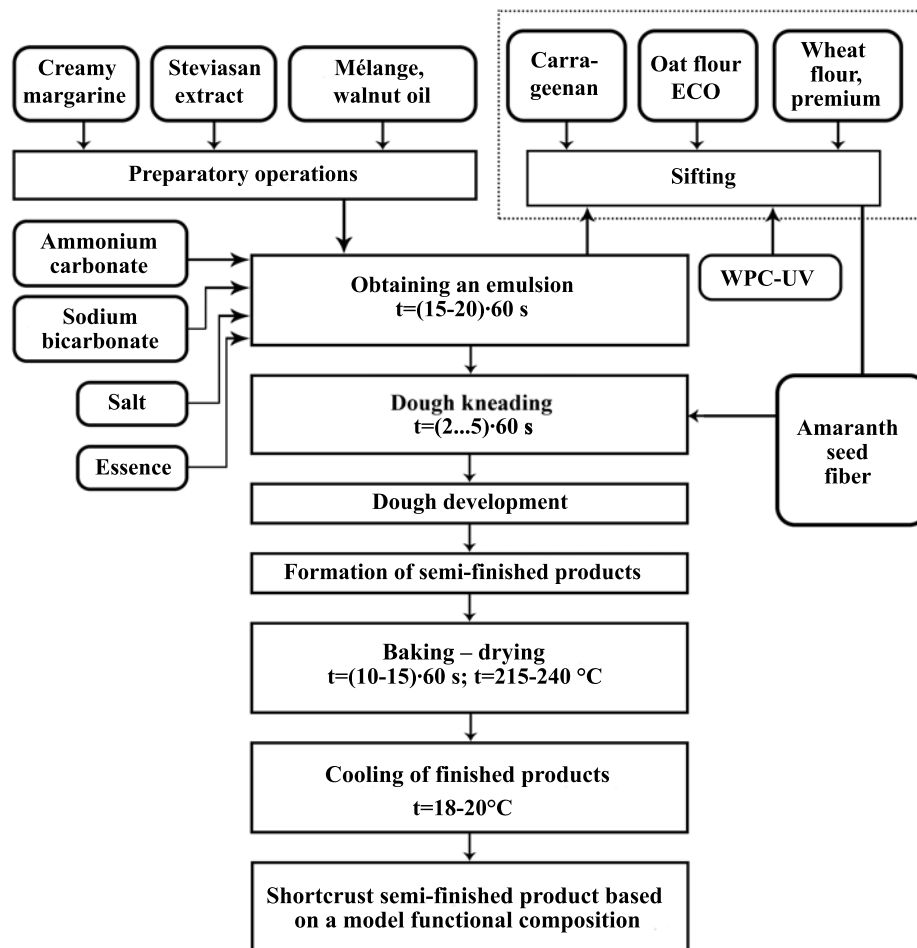 Creamy
margarine
Steviasan
extract
Mélange,
walnut oil
Carra-
geenan
Oat flour
ECO
Wheat
flour,
premium
Preparatory operations
Sifting
Ammonium
carbonate
Sodium
bicarbonate
Salt
Essence
Obtaining an emulsion
t=(15-20)·60 s
WPC-UV
Dough kneading
t=(2...5)·60 s
Amaranth
seed
fiber
Dough development
Formation of semi-finished products
Baking – drying
t=(10-15)·60 s; t=215-240 °C
Cooling of finished products
t=18-20°C
Shortcrust semi-finished product based
on a model functional composition